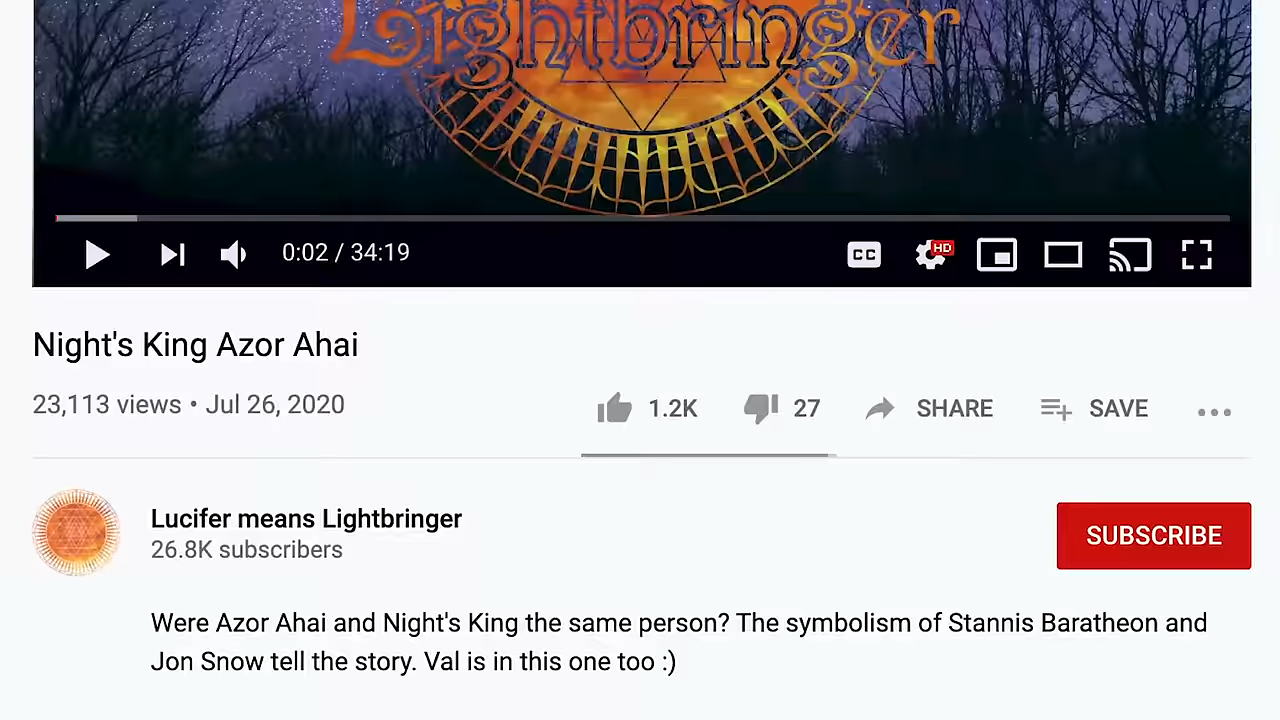 Lightbringer
0:02 / 34:19
CC
HD
Night's King Azor Ahai
23,113 views • Jul 26, 2020
1.2K 27 SHARE SAVE
Lucifer means Lightbringer
26.8K subscribers
SUBSCRIBE
Were Azor Ahai and Night's King the same person? The symbolism of Stannis Baratheon and
Jon Snow tell the story. Val is in this one too :)